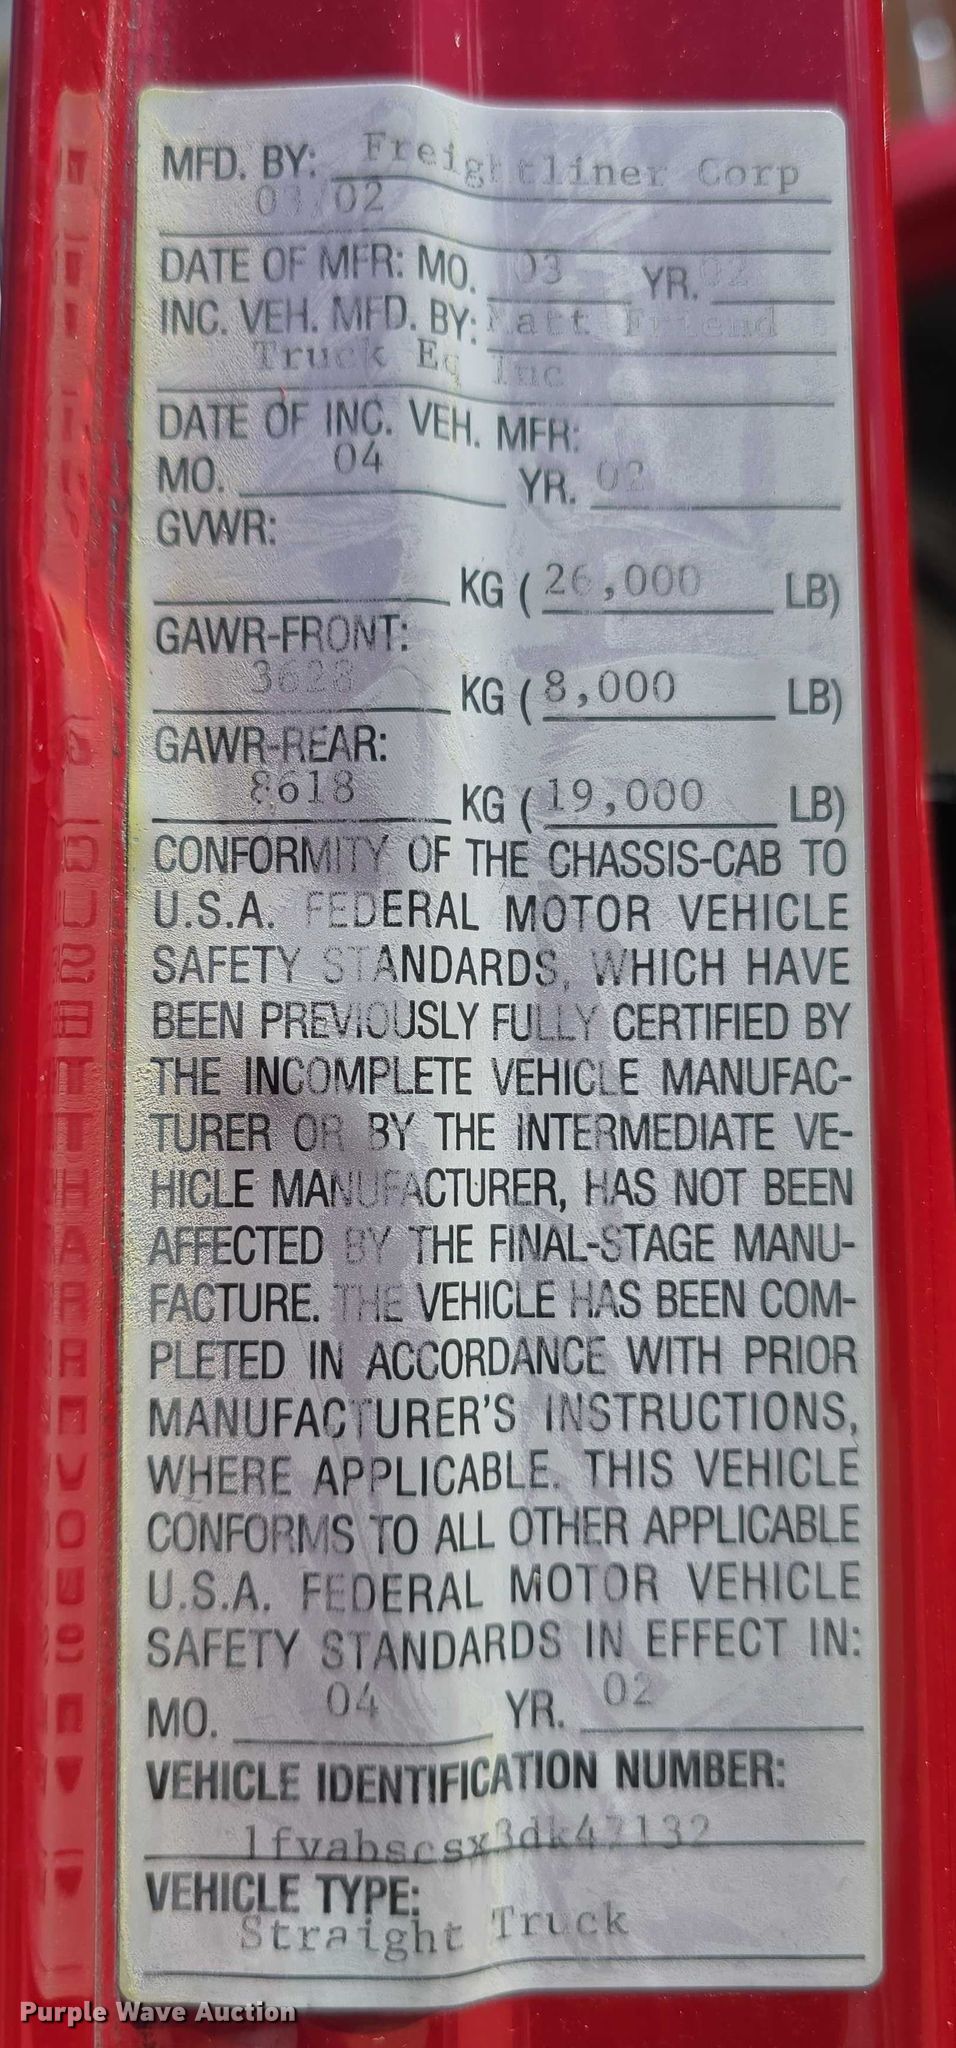 MFD. BY: Freightliner Corp
03/02
DATE OF MFR: MO. 03 YR. 02
INC. VEH. MFD. BY: Matt Friend
Truck Eq Inc
DATE OF INC. VEH. MFR:
MO. 04 YR. 02
GVWR:
KG (26,000 LB)
GAWR-FRONT:
3628 KG (8,000 LB)
GAWR-REAR:
8618 KG (19,000 LB)
CONFORMITY OF THE CHASSIS-CAB TO
U.S.A. FEDERAL MOTOR VEHICLE
SAFETY STANDARDS, WHICH HAVE
BEEN PREVIOUSLY FULLY CERTIFIED BY
THE INCOMPLETE VEHICLE MANUFAC-
TURER OR BY THE INTERMEDIATE VE-
HICLE MANUFACTURER, HAS NOT BEEN
AFFECTED BY THE FINAL-STAGE MANU-
FACTURE. THE VEHICLE HAS BEEN COM-
PLETED IN ACCORDANCE WITH PRIOR
MANUFACTURER'S INSTRUCTIONS,
WHERE APPLICABLE. THIS VEHICLE
CONFORMS TO ALL OTHER APPLICABLE
U.S.A. FEDERAL MOTOR VEHICLE
SAFETY STANDARDS IN EFFECT IN:
MO. 04 YR. 02
VEHICLE IDENTIFICATION NUMBER:
1fvabscsx3dk47132
VEHICLE TYPE:
Straight Truck
Purple Wave Auction